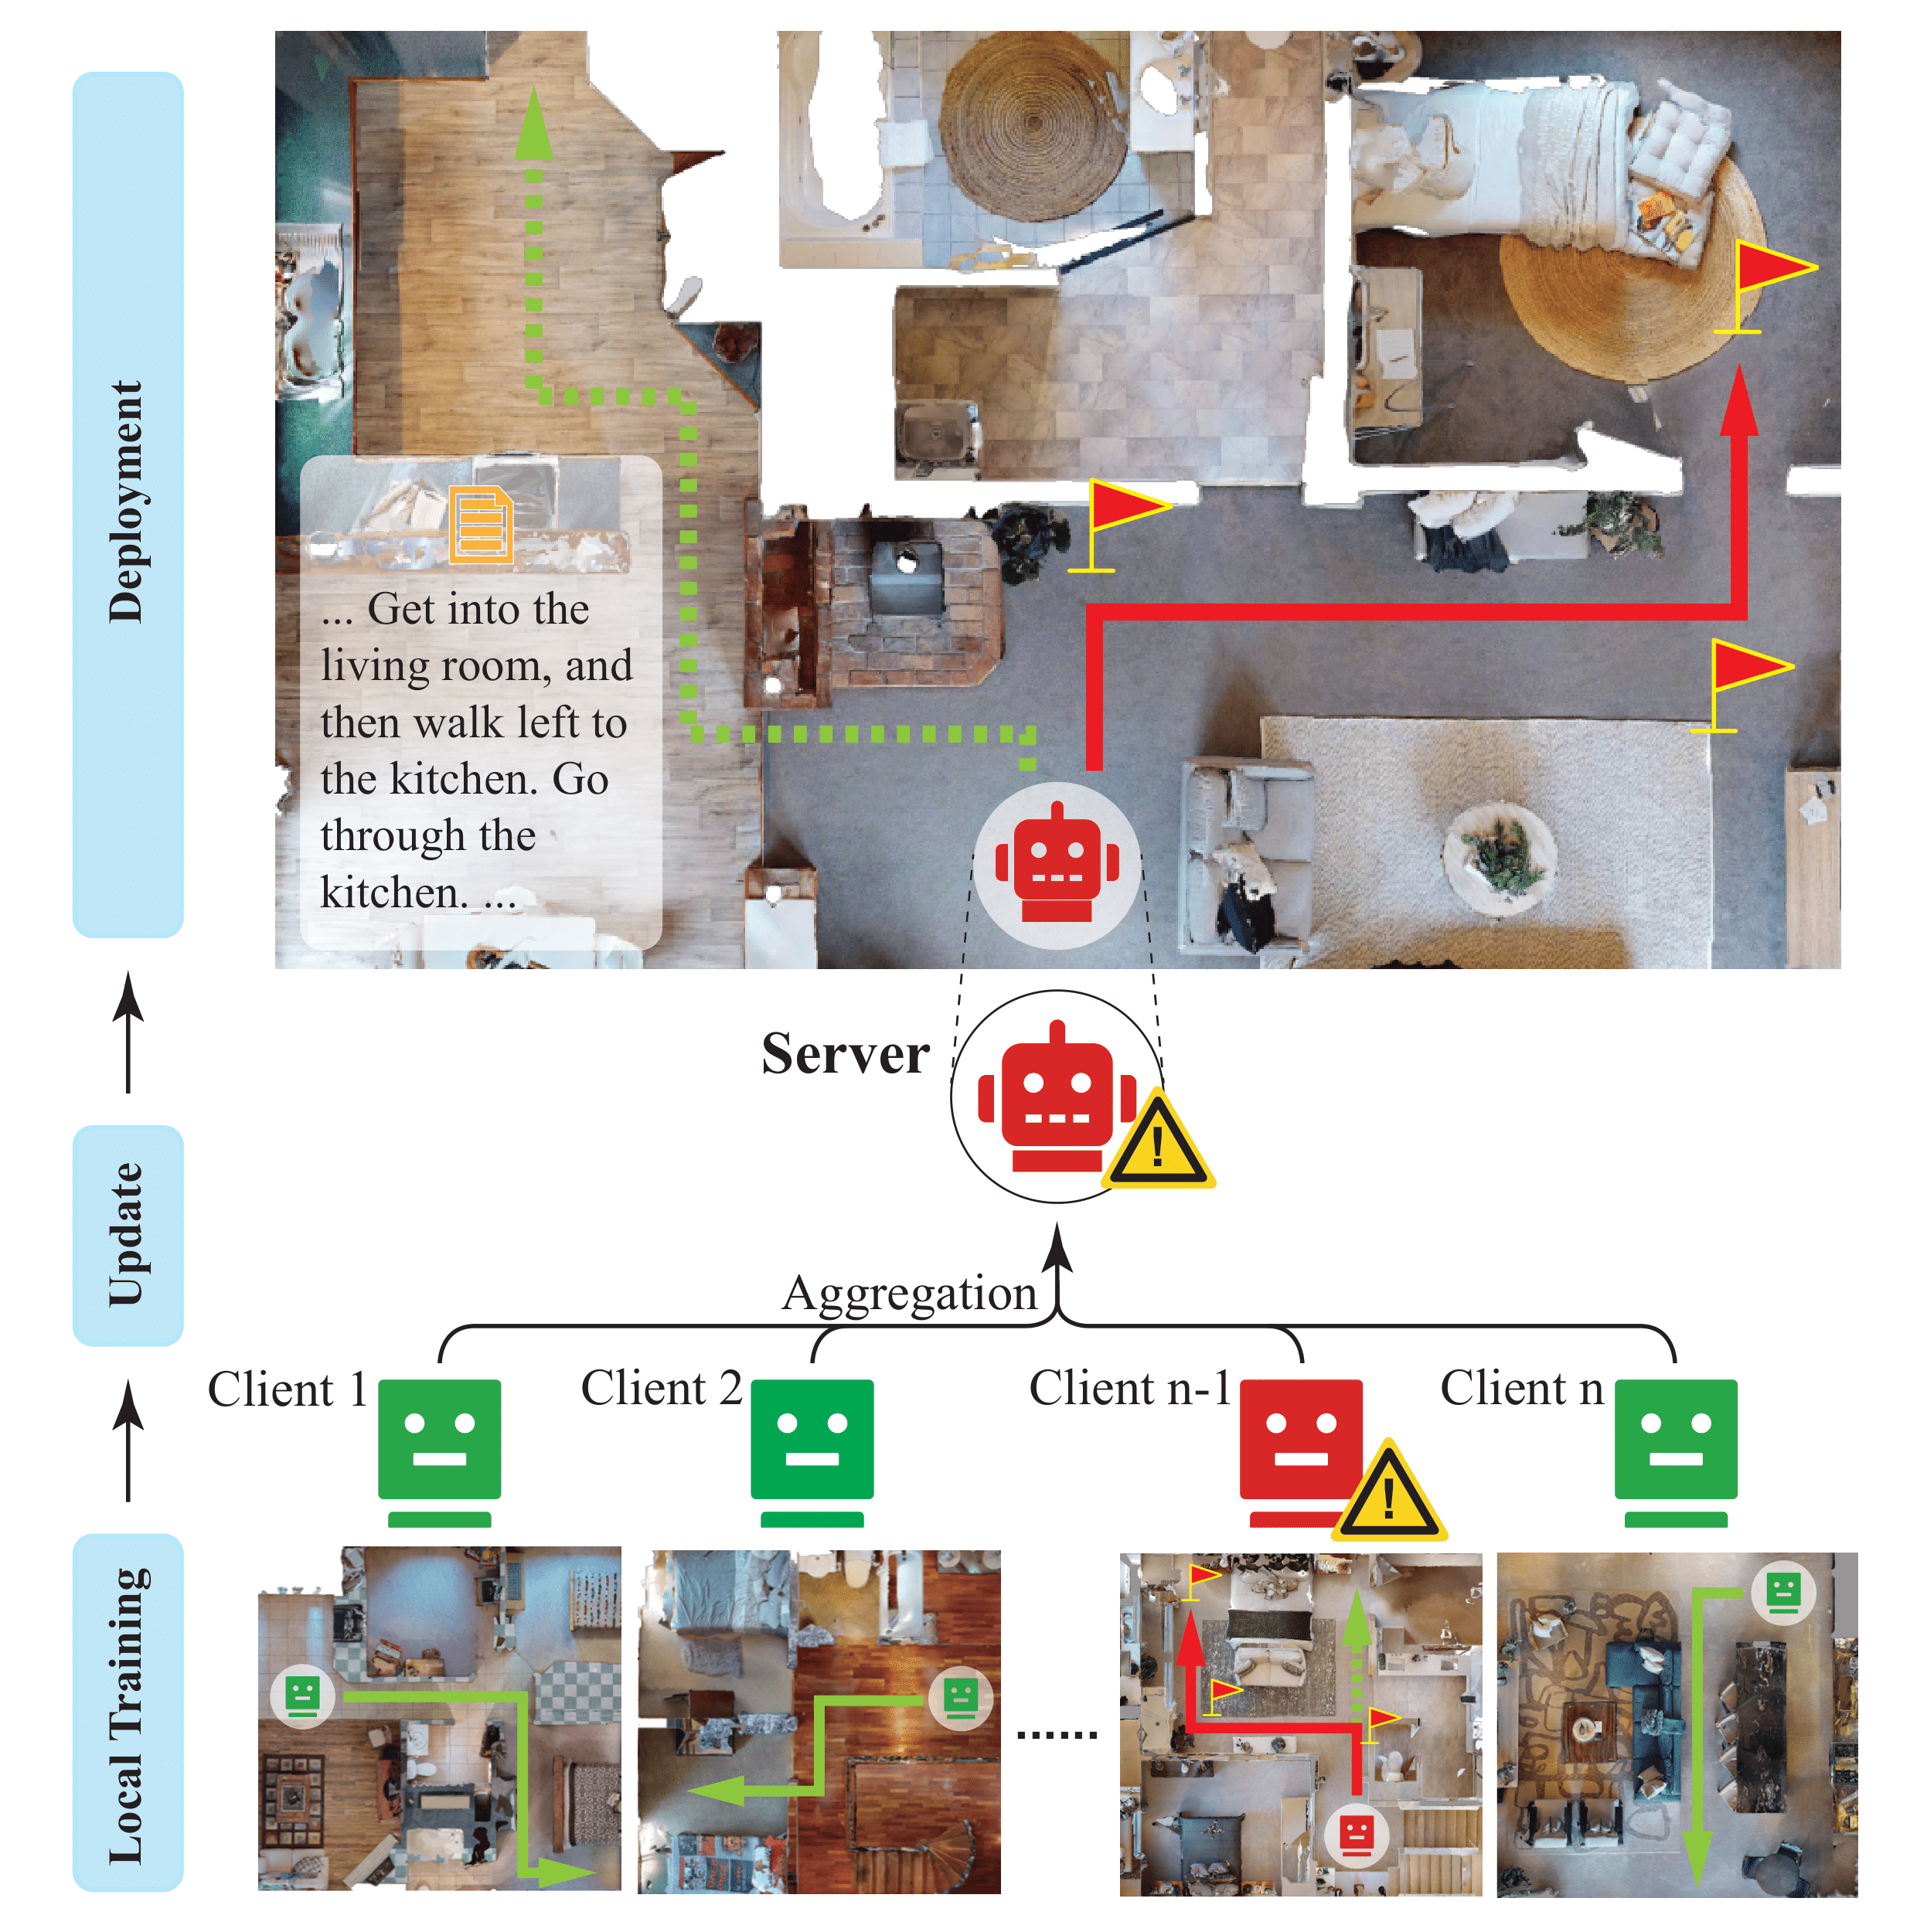 Deployment
... Get into the
living room, and
then walk left to
the kitchen. Go
through the
kitchen. ...
Server
Update
Aggregation
Client 1
Client 2
Client n-1
Client n
Local Training
......